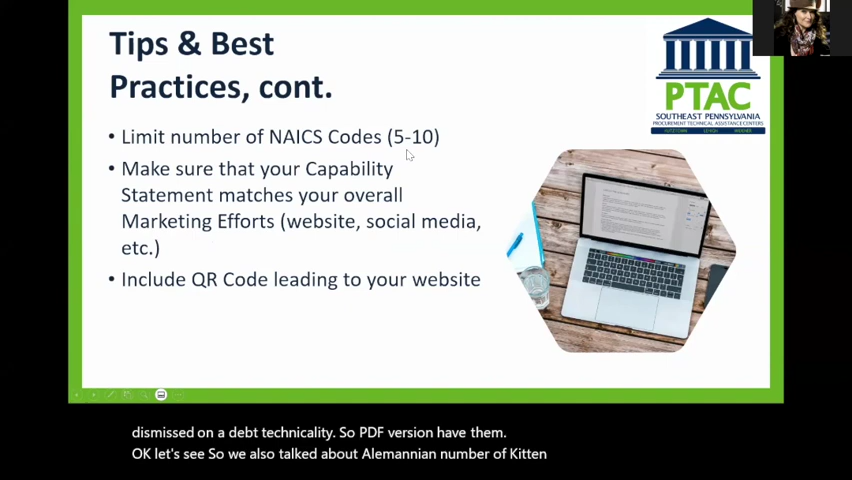 Tips & Best
Practices, cont.
• Limit number of NAICS Codes (5-10)
• Make sure that your Capability
Statement matches your overall
Marketing Efforts (website, social media,
etc.)
• Include QR Code leading to your website
PTAC
SOUTHEAST PENNSYLVANIA
PROCUREMENT TECHNICAL ASSISTANCE CENTERS
dismissed on a debt technicality. So PDF version have them.
OK let's see So we also talked about Alemannian number of Kitten